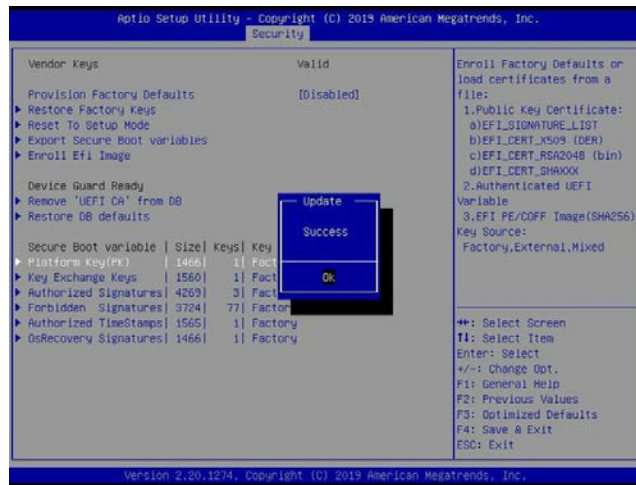 Aptio Setup Utility - Copyright (C) 2019 American Megatrends, Inc.
Security
Vendor Keys Valid
Provision Factory Defaults [Disabled]
Restore Factory Keys
Reset To Setup Mode
Export Secure Boot variables
Enroll Efi Image
Device Guard Ready
Remove 'UEFI CA' from DB
Restore DB defaults
Secure Boot variable | Size| Keys| Key
Platform Key(PK) | 1466| 1| Fact
Key Exchange Keys | 1560| 1| Fact
Authorized Signatures| 4269| 3| Fact
Forbidden Signatures| 3724| 77| Factor
Authorized TimeStamps| 1565| 1| Factory
OsRecovery Signatures| 1466| 1| Factory
Update
Success
Ok
Enroll Factory Defaults or
load certificates from a
file:
1.Public Key Certificate:
a)EFI_SIGNATURE_LIST
b)EFI_CERT_X509 (DER)
c)EFI_CERT_RSA2048 (bin)
d)EFI_CERT_SHAXXX
2.Authenticated UEFI
Variable
3.EFI PE/COFF Image(SHA256)
Key Source:
Factory,External,Mixed
→←: Select Screen
↑↓: Select Item
Enter: Select
+/-: Change Opt.
F1: General Help
F2: Previous Values
F3: Optimized Defaults
F4: Save & Exit
ESC: Exit
Version 2.20.1274. Copyright (C) 2019 American Megatrends, Inc.